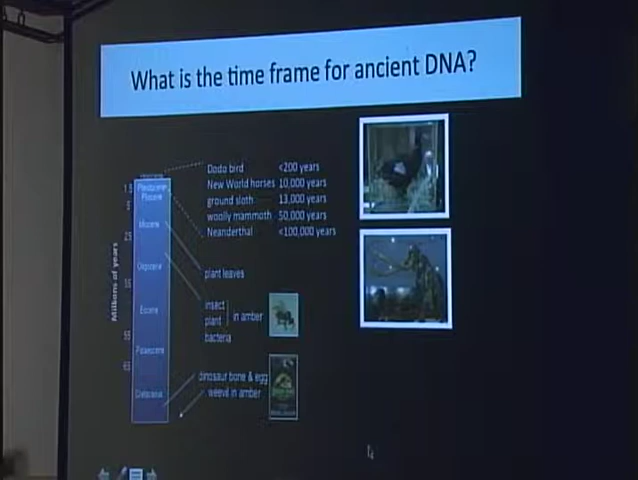 What is the time frame for ancient DNA?
Dodo bird <200 years
New World horses 10,000 years
ground sloth 13,000 years
woolly mammoth 50,000 years
Neanderthal <100,000 years
Pleistocene
Pliocene
Miocene
Oligocene
Eocene
Paleocene
Cretaceous
Millions of years
plant leaves
insect
plant
in amber
bacteria
dinosaur bone & egg
weevil in amber